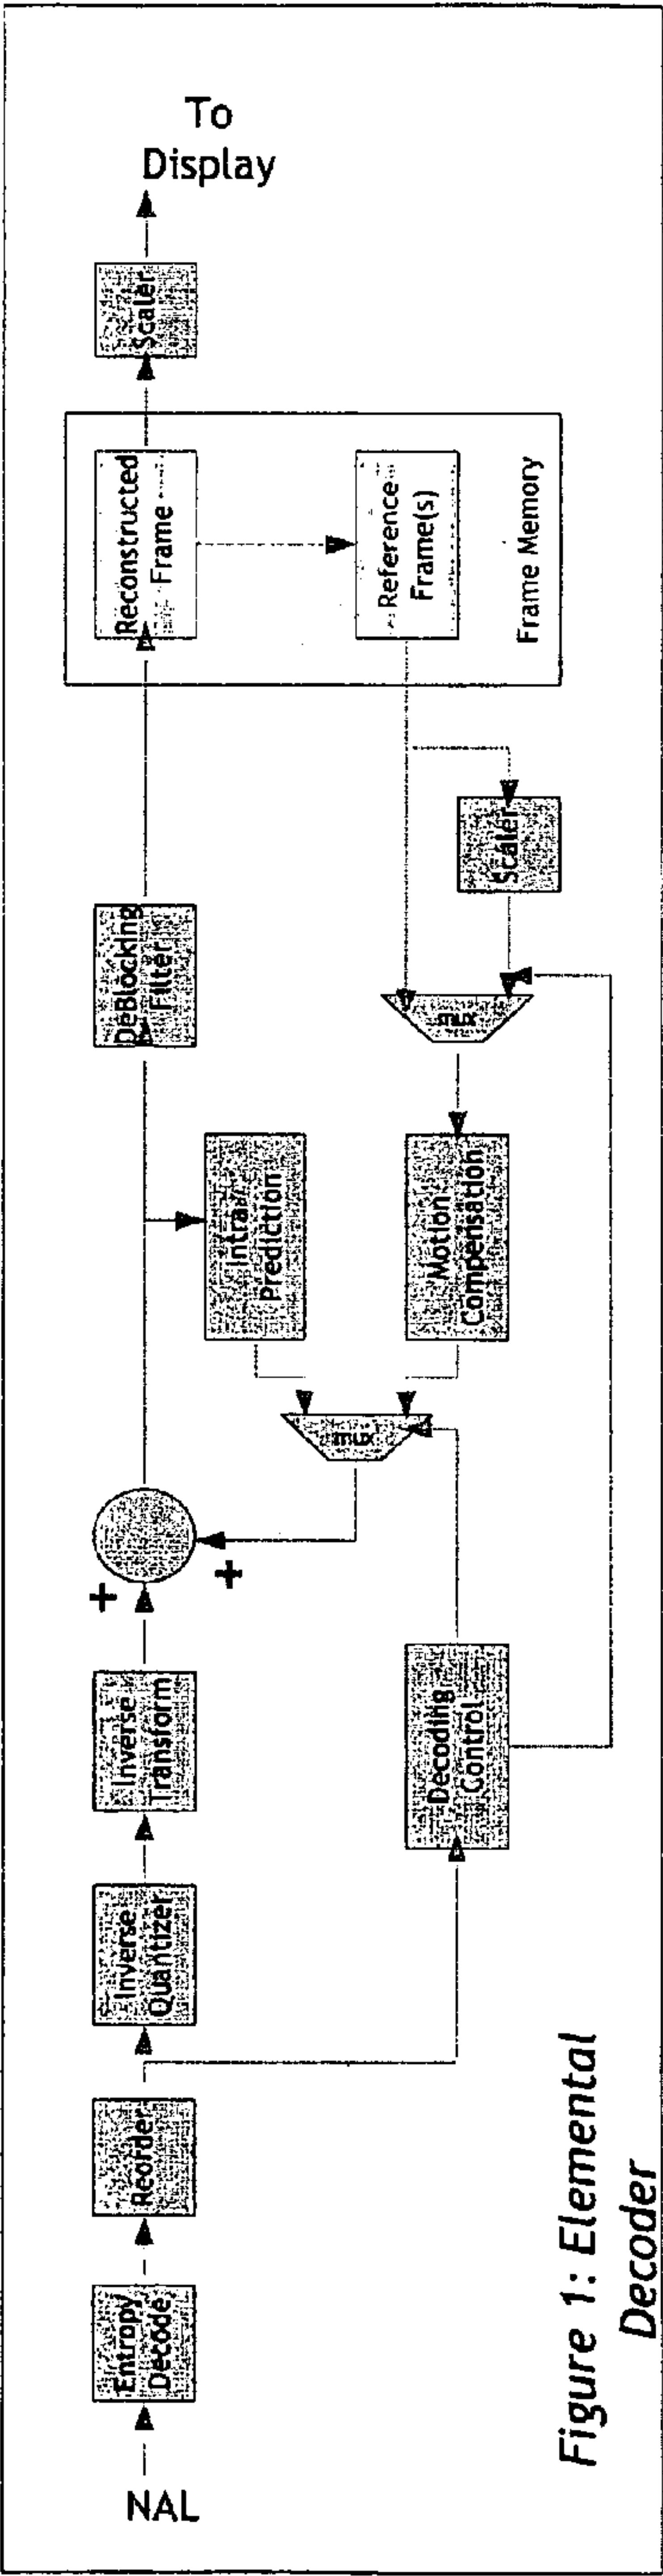 NAL
Entropy
Decode
Reorder
Inverse
Quantizer
Inverse
Transform
+
+
DeBlocking
Filter
Reconstructed
Frame
Scaler
To
Display
Intra
Prediction
mux
Motion
Compensation
mux
Scaler
Reference
Frame(s)
Frame Memory
Decoding
Control
Figure 1: Elemental
Decoder